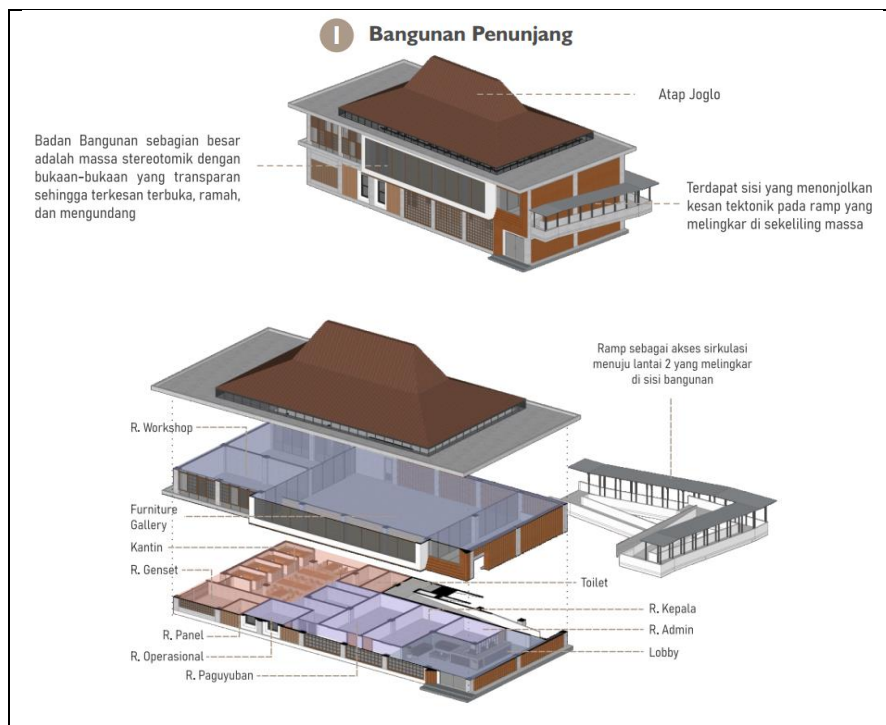 I Bangunan Penunjang
Atap Joglo
Badan Bangunan sebagian besar
adalah massa stereotomik dengan
bukaan-bukaan yang transparan
sehingga terkesan terbuka, ramah,
dan mengundang
Terdapat sisi yang menonjolkan
kesan tektonik pada ramp yang
melingkar di sekeliling massa
Ramp sebagai akses sirkulasi
menuju lantai 2 yang melingkar
di sisi bangunan
R. Workshop
Furniture
Gallery
Kantin
R. Genset
R. Panel
R. Operasional
R. Paguyuban
Toilet
R. Kepala
R. Admin
Lobby